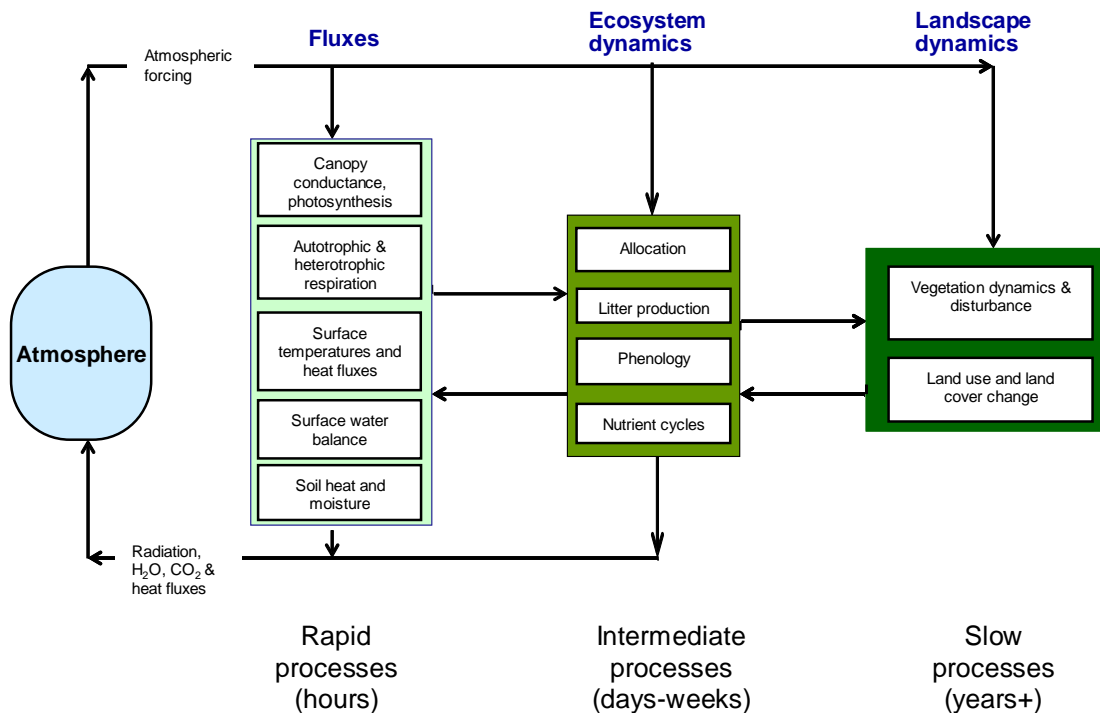 Fluxes
Ecosystem
dynamics
Landscape
dynamics
Atmospheric
forcing
Canopy
conductance,
photosynthesis
Autotrophic &
heterotrophic
respiration
Surface
temperatures and
heat fluxes
Surface water
balance
Soil heat and
moisture
Allocation
Litter production
Phenology
Nutrient cycles
Vegetation dynamics &
disturbance
Land use and land
cover change
Atmosphere
Radiation,
H₂O, CO₂ &
heat fluxes
Rapid
processes
(hours)
Intermediate
processes
(days-weeks)
Slow
processes
(years+)